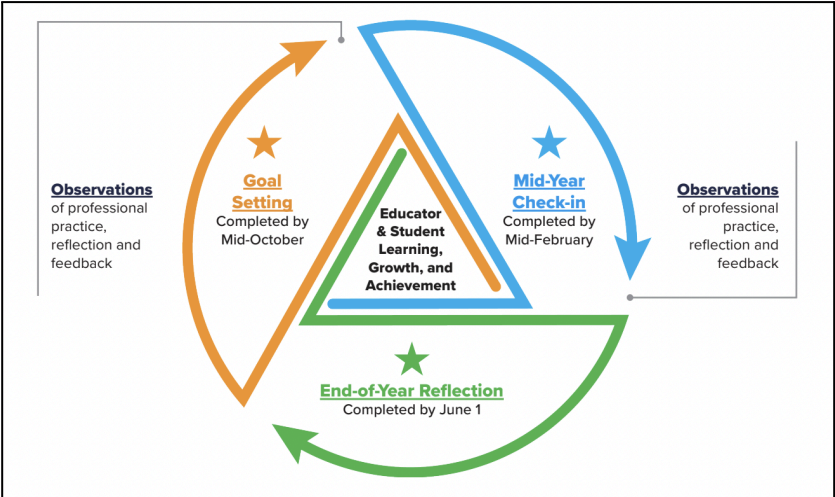 Observations
of professional
practice,
reflection and
feedback
Goal
Setting
Completed by
Mid-October
Educator
& Student
Learning,
Growth, and
Achievement
Mid-Year
Check-in
Completed by
Mid-February
Observations
of professional
practice,
reflection and
feedback
End-of-Year Reflection
Completed by June 1